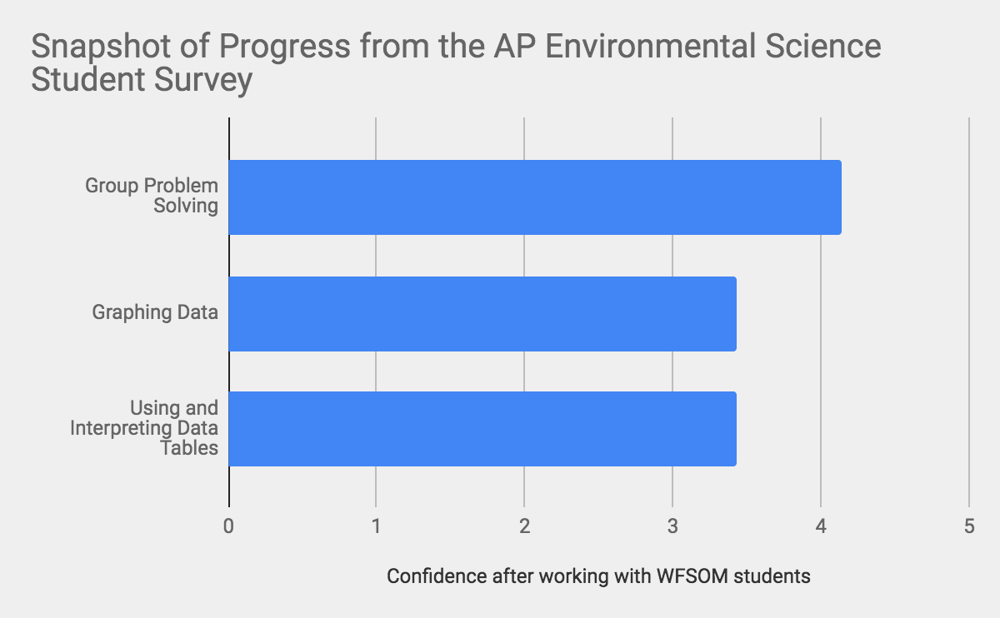 Snapshot of Progress from the AP Environmental Science
Student Survey
Group Problem
Solving
Graphing Data
Using and
Interpreting Data
Tables
0 1 2 3 4 5
Confidence after working with WFSOM students